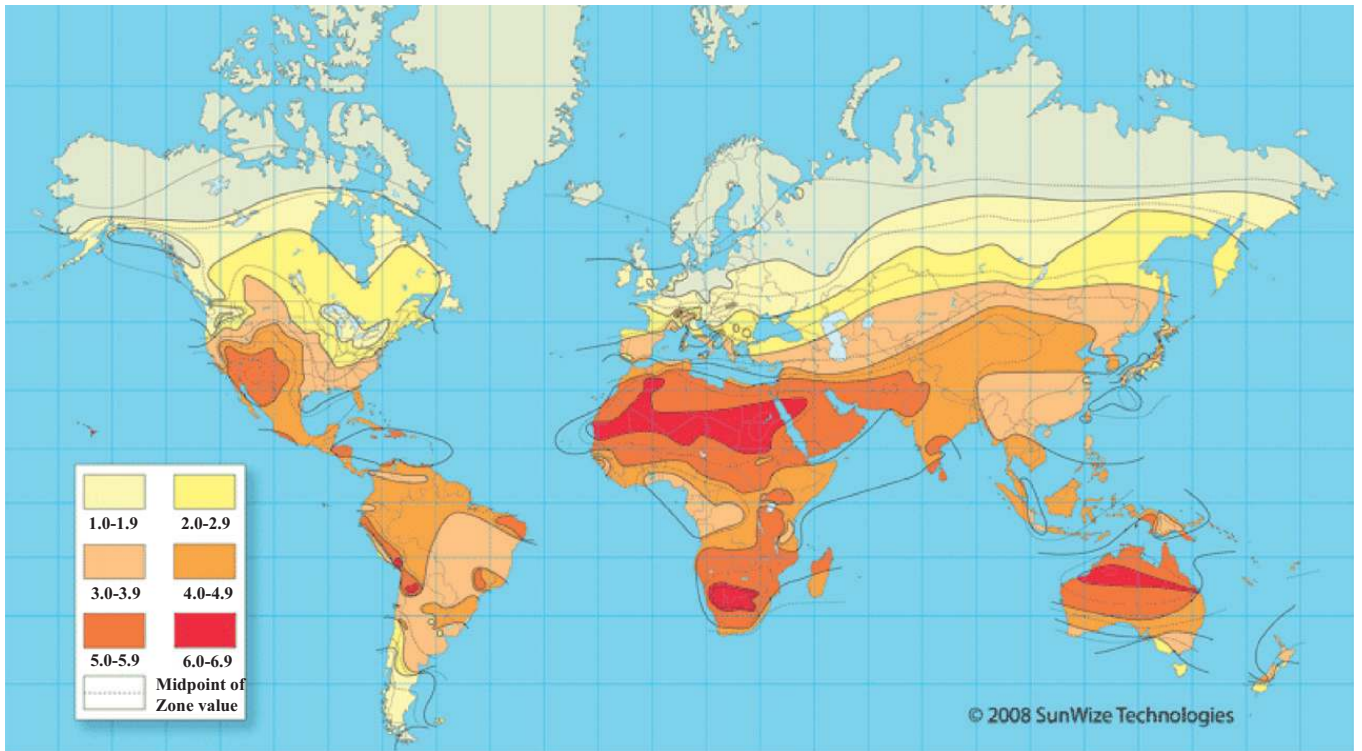 1.0-1.9 2.0-2.9
3.0-3.9 4.0-4.9
5.0-5.9 6.0-6.9
Midpoint of
Zone value
© 2008 SunWize Technologies